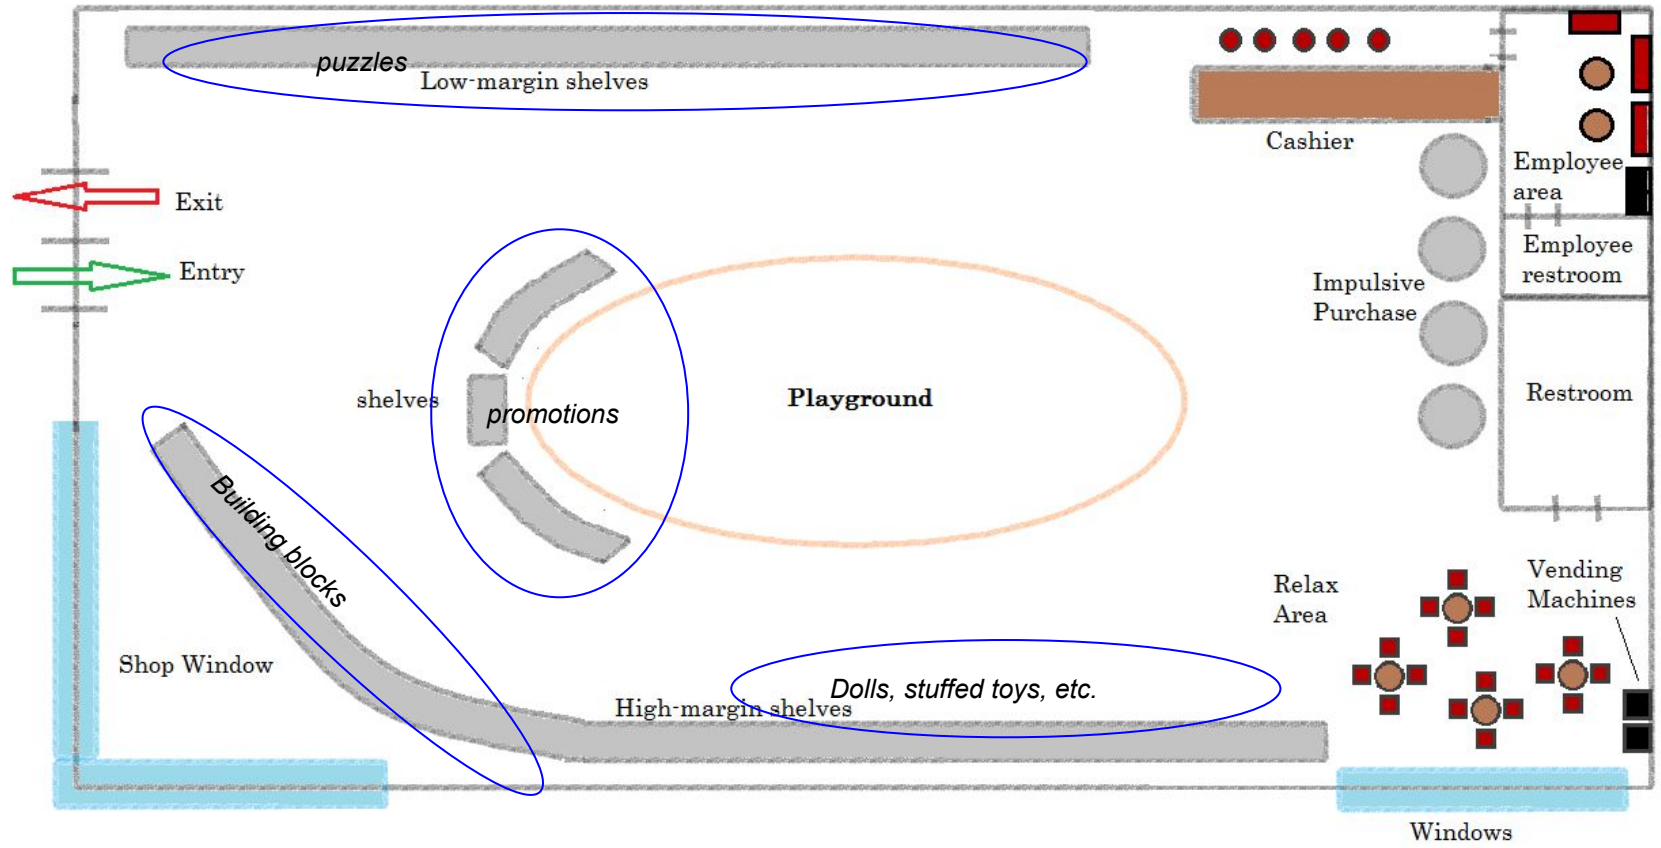 puzzles
Low-margin shelves
Cashier
Employee
area
Exit
Employee
restroom
Entry
Impulsive
Purchase
shelves
promotions
Playground
Restroom
Building blocks
Relax
Area
Vending
Machines
Shop Window
Dolls, stuffed toys, etc.
High-margin shelves
Windows